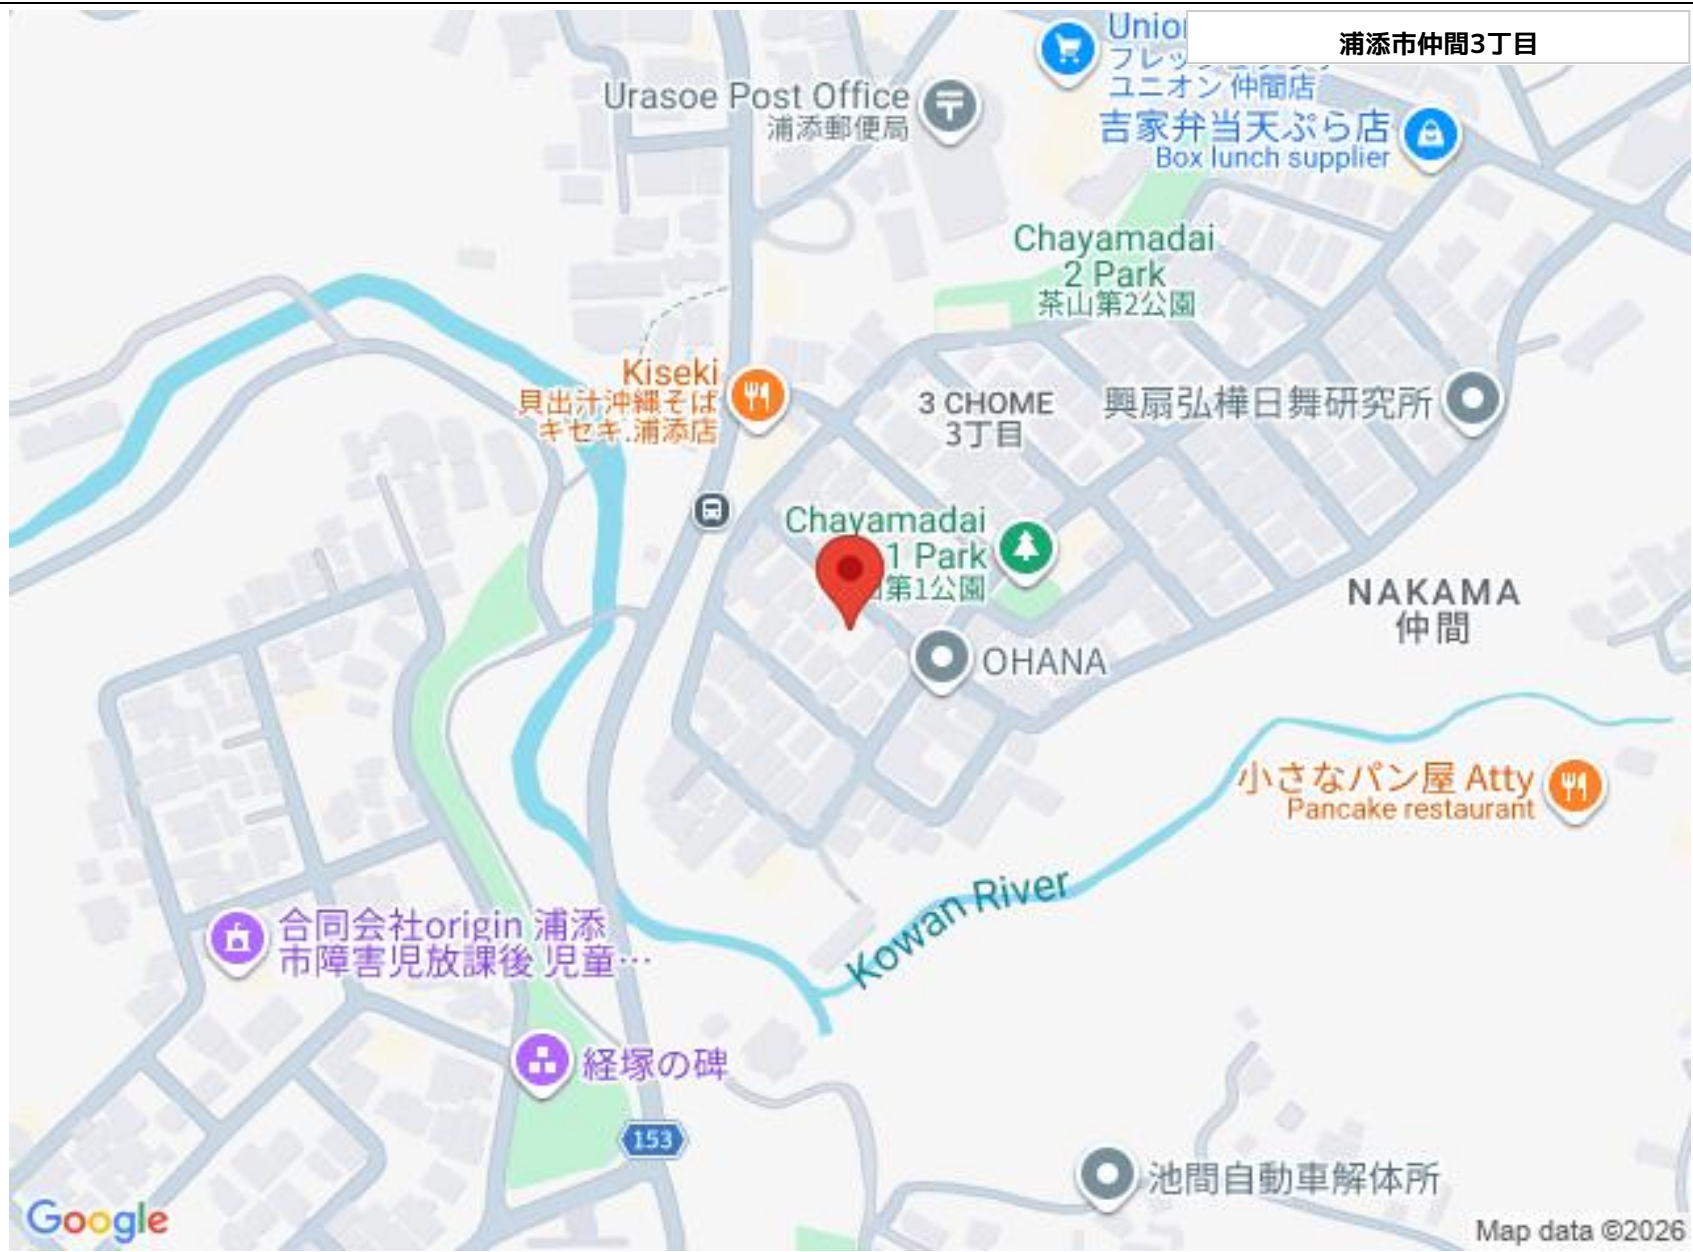 浦添市仲間3丁目
ユニオン 仲間店
Urasoe Post Office
浦添郵便局
吉家弁当天ぷら店
Box lunch supplier
Chayamadai
2 Park
茶山第2公園
Kiseki
貝出汁沖縄そば
キセキ.浦添店
3 CHOME
3丁目
興扇弘樺日舞研究所
Chayamadai
1 Park
第1公園
NAKAMA
仲間
OHANA
小さなパン屋 Atty
Pancake restaurant
Kowan River
合同会社origin 浦添
市障害児放課後 児童…
経塚の碑
153
池間自動車解体所
Google
Map data ©2026